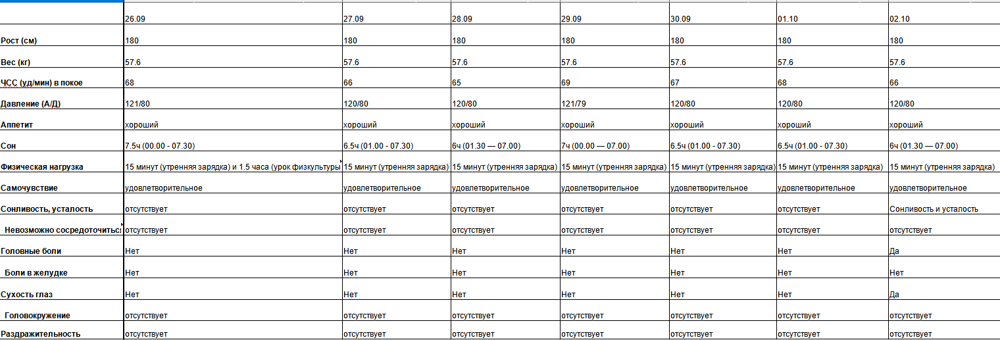 26.09 27.09 28.09 29.09 30.09 01.10 02.10
Рост (см) 180 180 180 180 180 180 180
Вес (кг) 57.6 57.6 57.6 57.6 57.6 57.6 57.6
ЧСС (уд/мин) в покое 68 66 65 69 67 68 66
Давление (А/Д) 121/80 120/80 120/80 121/79 120/80 120/80 120/80
Аппетит хороший хороший хороший хороший хороший хороший хороший
Сон 7.5ч (00.00 - 07.30) 6.5ч (01.00 - 07.30) 6ч (01.30 — 07.00) 7ч (00.00 — 07.00) 6.5ч (01.00 - 07.30) 6.5ч (01.00 - 07.30) 6ч (01.30 — 07.00)
Физическая нагрузка 15 минут (утренняя зарядка) и 1.5 часа (урок физкультуры 15 минут (утренняя зарядка) 15 минут (утренняя зарядка) 15 минут (утренняя зарядка) 15 минут (утренняя зарядка) 15 минут (утренняя зарядка) 15 минут (утренняя зарядка)
Самочувствие удовлетворительное удовлетворительное удовлетворительное удовлетворительное удовлетворительное удовлетворительное удовлетворительное
Сонливость, усталость отсутствует отсутствует отсутствует отсутствует отсутствует отсутствует Сонливость и усталость
Невозможно сосредоточиться отсутствует отсутствует отсутствует отсутствует отсутствует отсутствует отсутствует
Головные боли Нет Нет Нет Нет Нет Нет Да
Боли в желудке Нет Нет Нет Нет Нет Нет Нет
Сухость глаз Нет Нет Нет Нет Нет Нет Да
Головокружение отсутствует отсутствует отсутствует отсутствует отсутствует отсутствует отсутствует
Раздражительность отсутствует отсутствует отсутствует отсутствует отсутствует отсутствует отсутствует